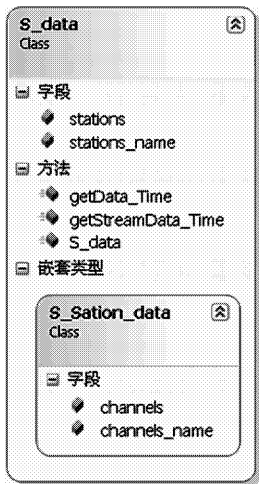 S_data
Class
字段
stations
stations_name
方法
getData_Time
getStreamData_Time
S_data
嵌套类型
S_Sation_data
Class
字段
channels
channels_name